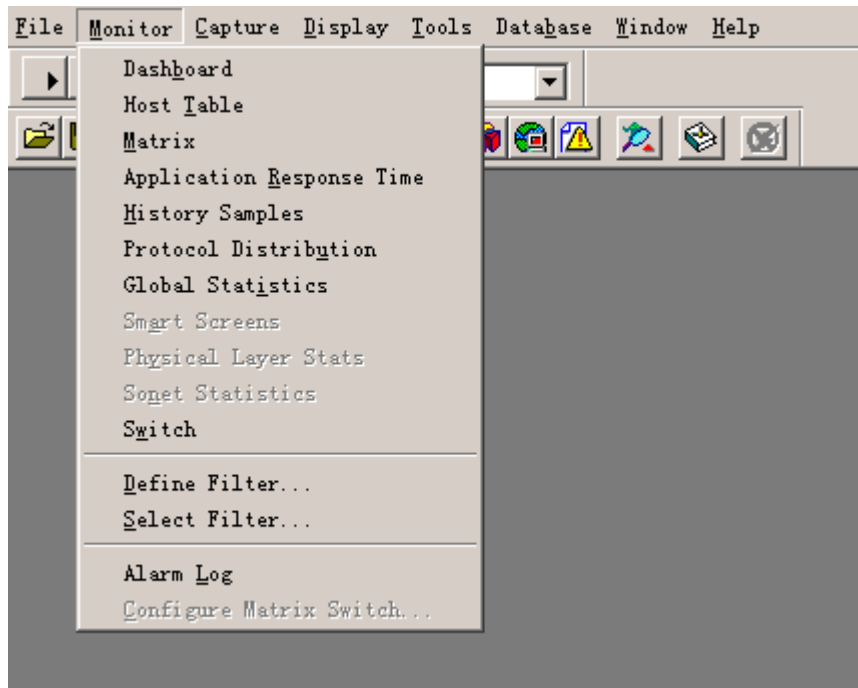 File Monitor Capture Display Tools Database Window Help
Dashboard
Host Table
Matrix
Application Response Time
History Samples
Protocol Distribution
Global Statistics
Smart Screens
Physical Layer Stats
Sonet Statistics
Switch
Define Filter...
Select Filter...
Alarm Log
Configure Matrix Switch...